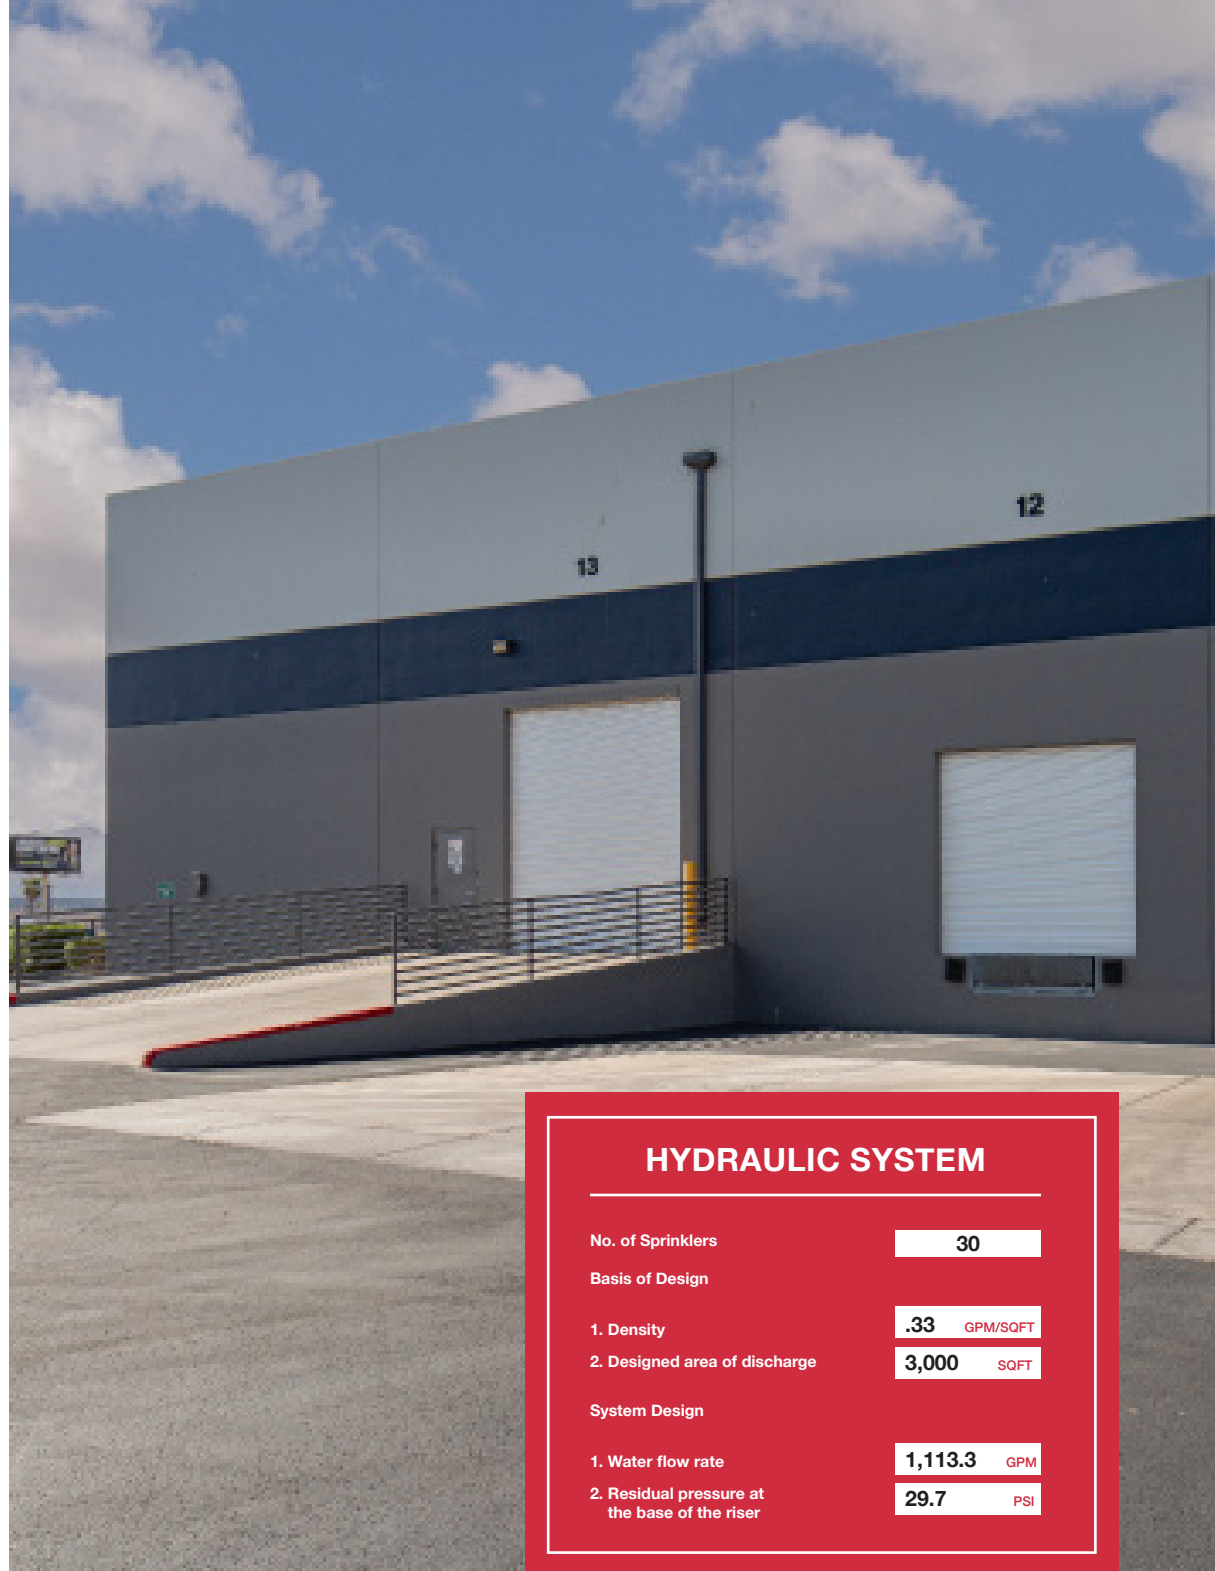 12
13
HYDRAULIC SYSTEM
No. of Sprinklers 30
Basis of Design
1. Density .33 GPM/SQFT
2. Designed area of discharge 3,000 SQFT
System Design
1. Water flow rate 1,113.3 GPM
2. Residual pressure at
the base of the riser 29.7 PSI